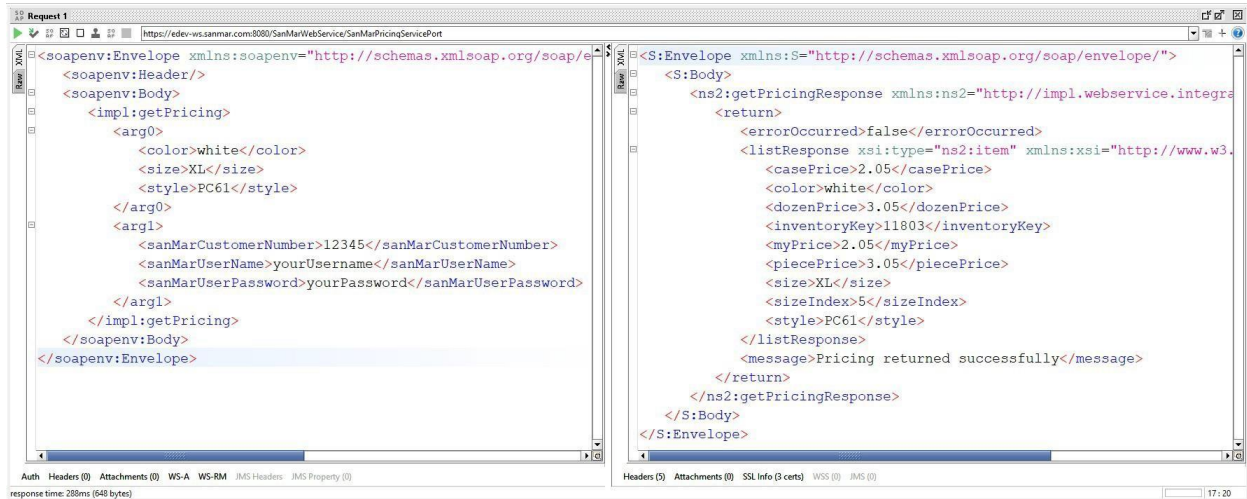 SO AP Request 1
https://edev-ws.sanmar.com:8080/SanMarWebService/SanMarPricingServicePort
XML
Raw
<soapenv:Envelope xmlns:soapenv="http://schemas.xmlsoap.org/soap/e
<soapenv:Header/>
<soapenv:Body>
<impl:getPricing>
<arg0>
<color>white</color>
<size>XL</size>
<style>PC61</style>
</arg0>
<arg1>
<sanMarCustomerNumber>12345</sanMarCustomerNumber>
<sanMarUserName>yourUsername</sanMarUserName>
<sanMarUserPassword>yourPassword</sanMarUserPassword>
</arg1>
</impl:getPricing>
</soapenv:Body>
</soapenv:Envelope>
XML
Raw
<S:Envelope xmlns:S="http://schemas.xmlsoap.org/soap/envelope/">
<S:Body>
<ns2:getPricingResponse xmlns:ns2="http://impl.webservice.integra
<return>
<errorOccurred>false</errorOccurred>
<listResponse xsi:type="ns2:item" xmlns:xsi="http://www.w3.
<casePrice>2.05</casePrice>
<color>white</color>
<dozenPrice>3.05</dozenPrice>
<inventoryKey>11803</inventoryKey>
<myPrice>2.05</myPrice>
<piecePrice>3.05</piecePrice>
<size>XL</size>
<sizeIndex>5</sizeIndex>
<style>PC61</style>
</listResponse>
<message>Pricing returned successfully</message>
</return>
</ns2:getPricingResponse>
</S:Body>
</S:Envelope>
Auth Headers (0) Attachments (0) WS-A WS-RM JMS Headers JMS Property (0)
Headers (5) Attachments (0) SSL Info (3 certs) WSS (0) JMS (0)
response time: 288ms (648 bytes)
17 : 20